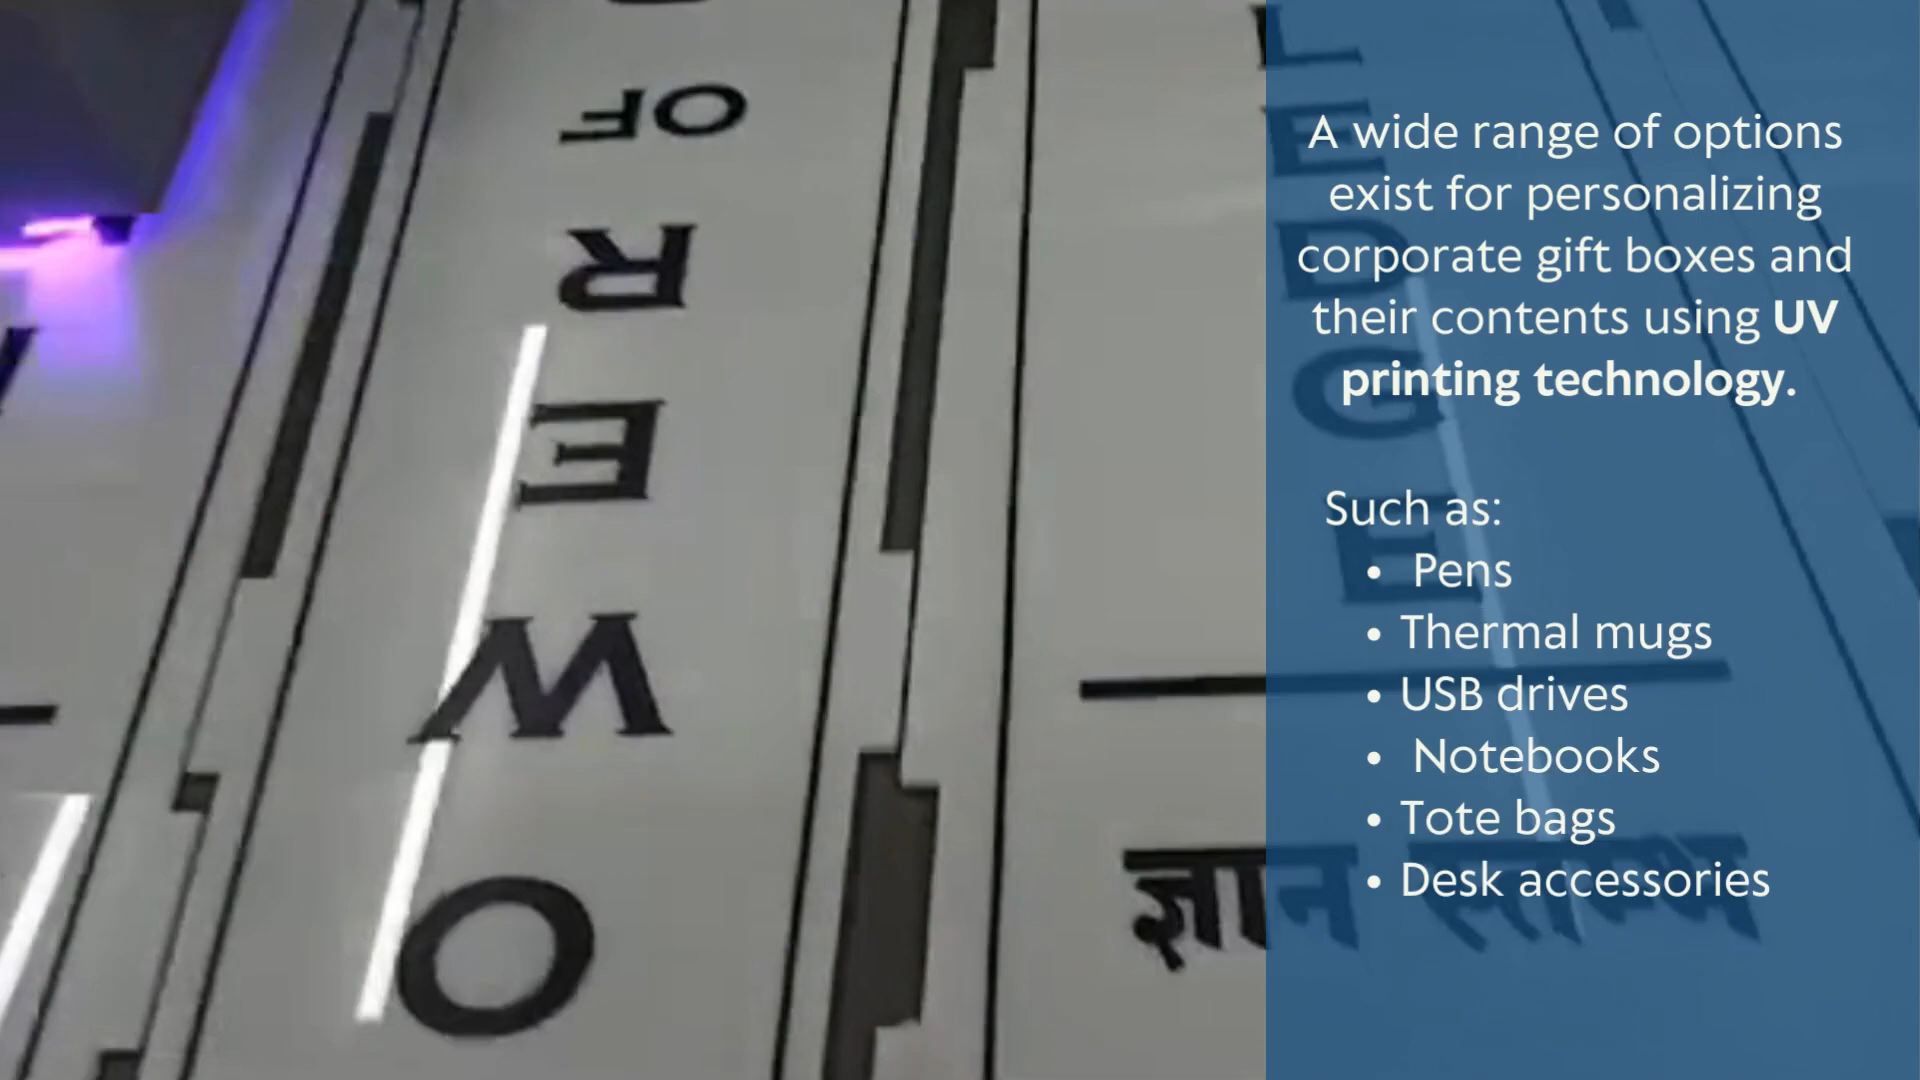 OF
R
E
W
O
L
E
D
G
E
ज्ञान स्तम्भ
A wide range of options
exist for personalizing
corporate gift boxes and
their contents using UV
printing technology.
Such as:
• Pens
• Thermal mugs
• USB drives
• Notebooks
• Tote bags
• Desk accessories